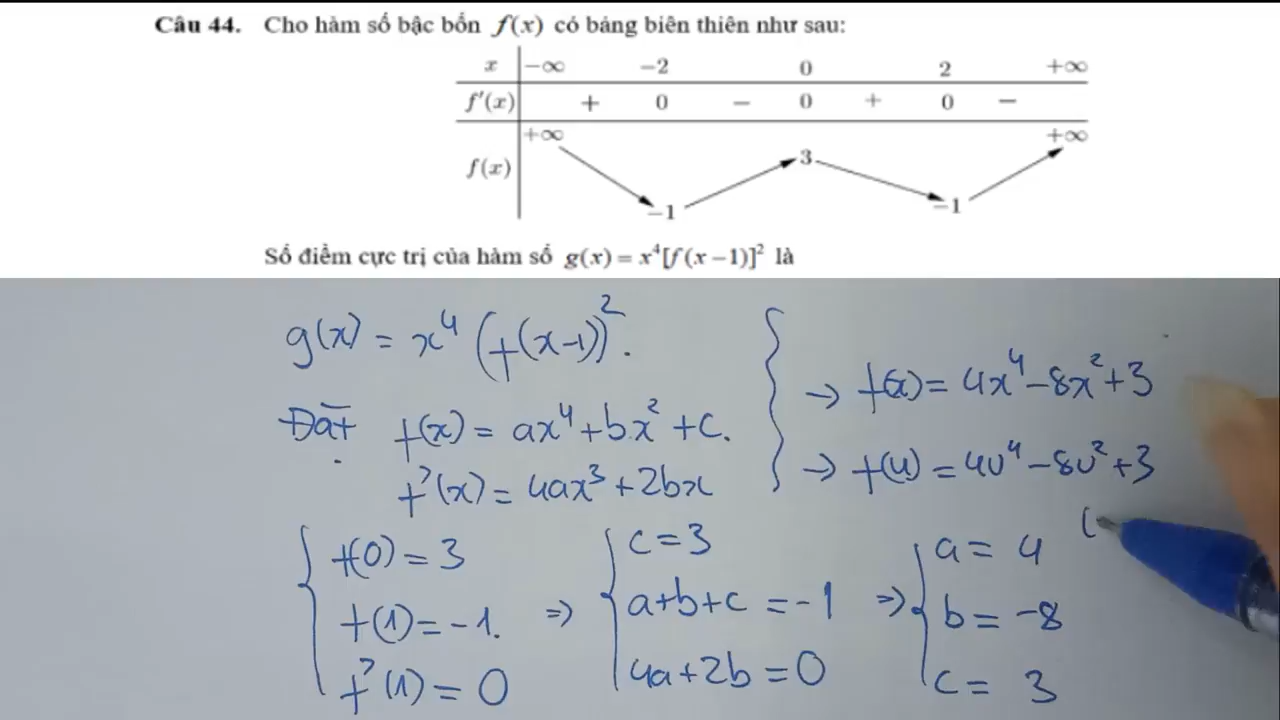 Câu 44. Cho hàm số bậc bốn f(x) có bảng biên thiên như sau:
x −∞ −2 0 2 +∞
f'(x) + 0 − 0 + 0 −
+∞ +∞
f(x) 3
−1 −1
Số điểm cực trị của hàm số g(x) = x⁴[f(x−1)]² là
g(x) = x⁴ (f(x−1))².
→ f(x) = 4x⁴ − 8x² + 3
Đặt f(x) = ax⁴ + bx² + c.
→ f(u) = 4u⁴ − 8u² + 3
f'(x) = 4ax³ + 2bx
f(0) = 3 c = 3 a = 4 (
f(1) = −1. => a + b + c = −1 => b = −8
f'(1) = 0 4a + 2b = 0 c = 3